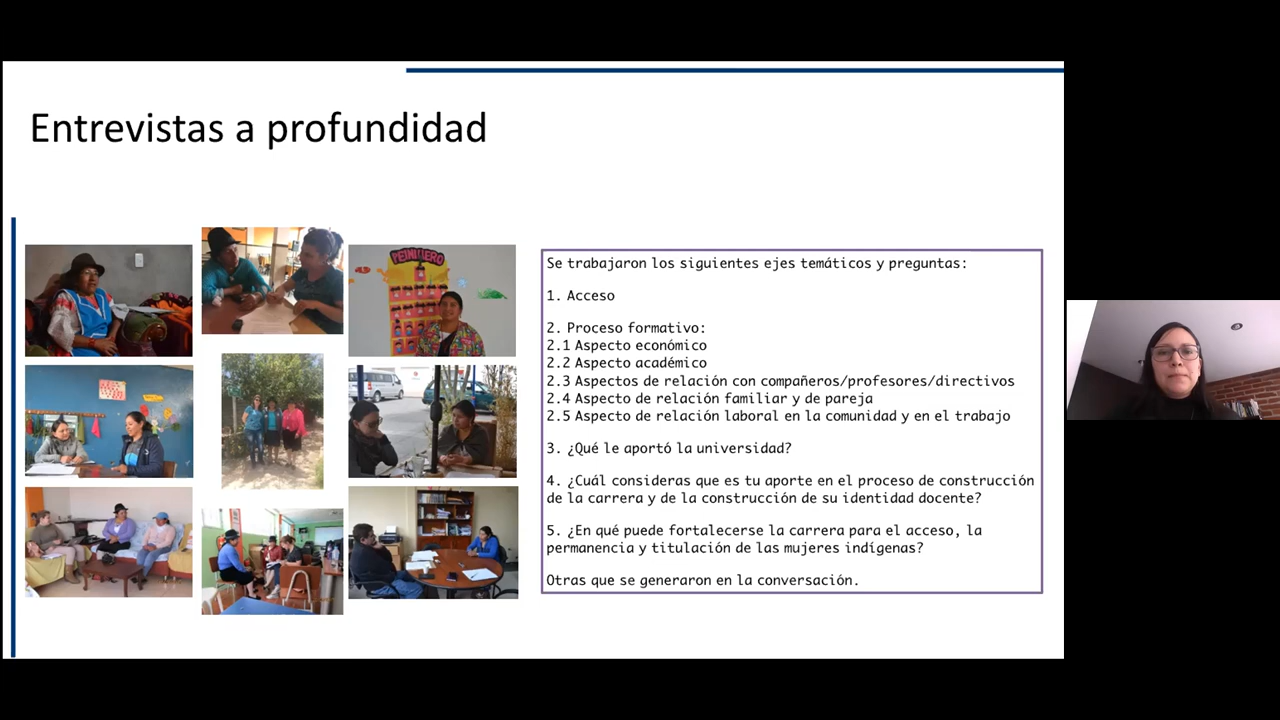 Entrevistas a profundidad
PEINILLERO
Se trabajaron los siguientes ejes temáticos y preguntas:
1. Acceso
2. Proceso formativo:
2.1 Aspecto económico
2.2 Aspecto académico
2.3 Aspectos de relación con compañeros/profesores/directivos
2.4 Aspecto de relación familiar y de pareja
2.5 Aspecto de relación laboral en la comunidad y en el trabajo
3. ¿Qué le aportó la universidad?
4. ¿Cuál consideras que es tu aporte en el proceso de construcción
de la carrera y de la construcción de su identidad docente?
5. ¿En qué puede fortalecerse la carrera para el acceso, la
permanencia y titulación de las mujeres indígenas?
Otras que se generaron en la conversación.